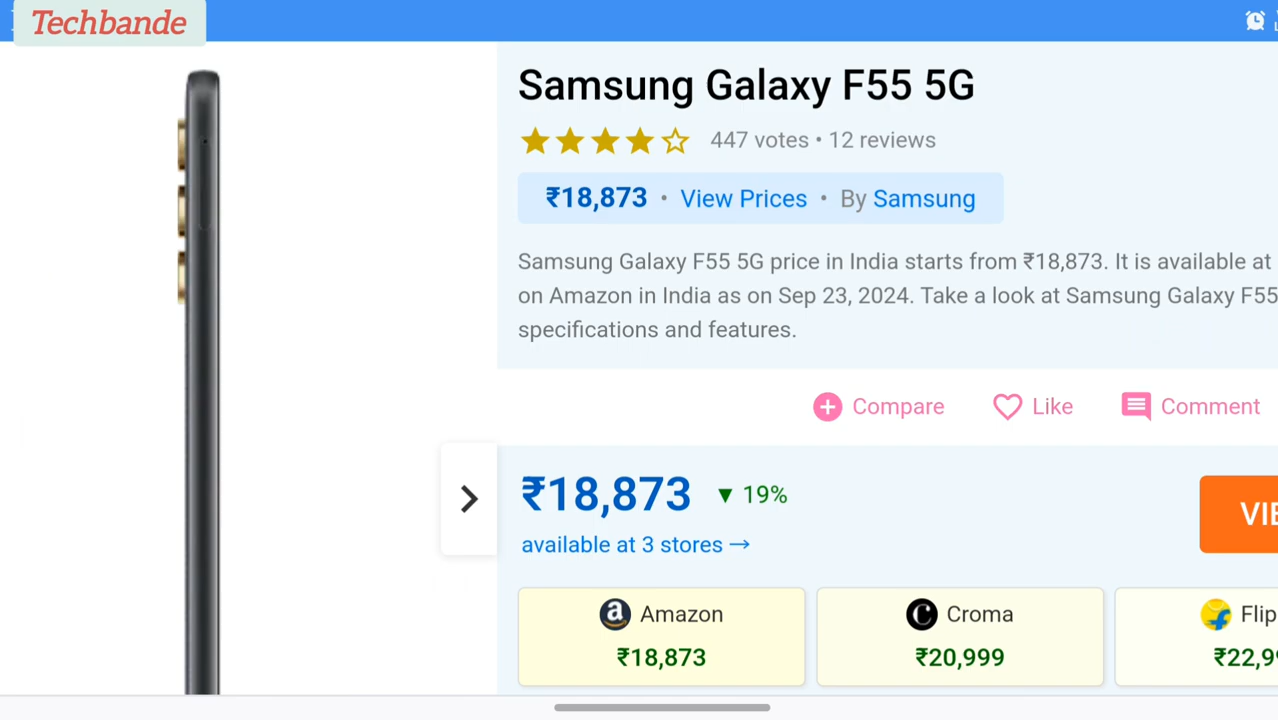 Techbande
Samsung Galaxy F55 5G
447 votes • 12 reviews
₹18,873 • View Prices • By Samsung
Samsung Galaxy F55 5G price in India starts from ₹18,873. It is available at
on Amazon in India as on Sep 23, 2024. Take a look at Samsung Galaxy F55
specifications and features.
Compare Like Comment
₹18,873 ▼ 19%
available at 3 stores →
Amazon
₹18,873
Croma
₹20,999